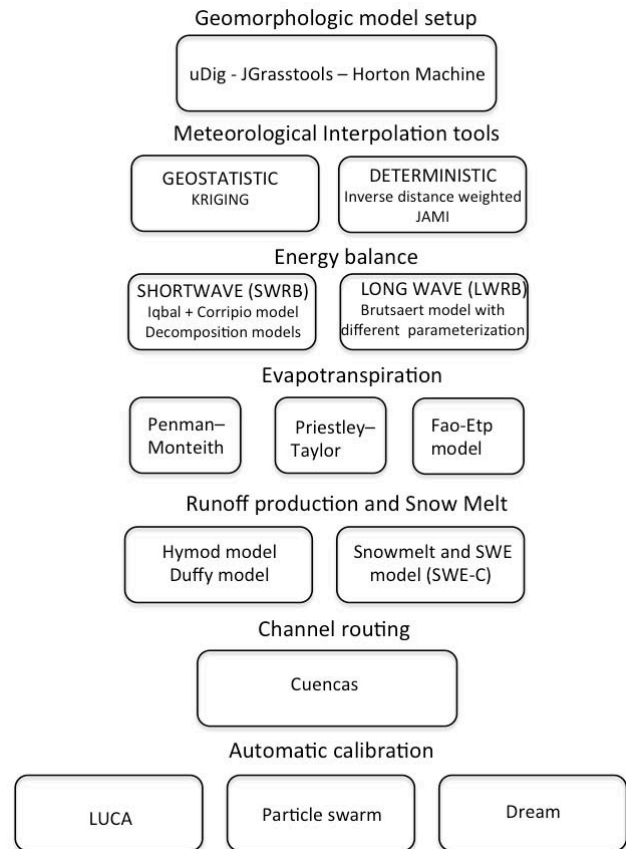 Geomorphologic model setup
uDig - JGrasstools – Horton Machine
Meteorological Interpolation tools
GEOSTATISTIC
KRIGING
DETERMINISTIC
Inverse distance weighted
JAMI
Energy balance
SHORTWAVE (SWRB)
Iqbal + Corripio model
Decomposition models
LONG WAVE (LWRB)
Brutsaert model with
different parameterization
Evapotranspiration
Penman–
Monteith
Priestley–
Taylor
Fao-Etp
model
Runoff production and Snow Melt
Hymod model
Duffy model
Snowmelt and SWE
model (SWE-C)
Channel routing
Cuencas
Automatic calibration
LUCA
Particle swarm
Dream